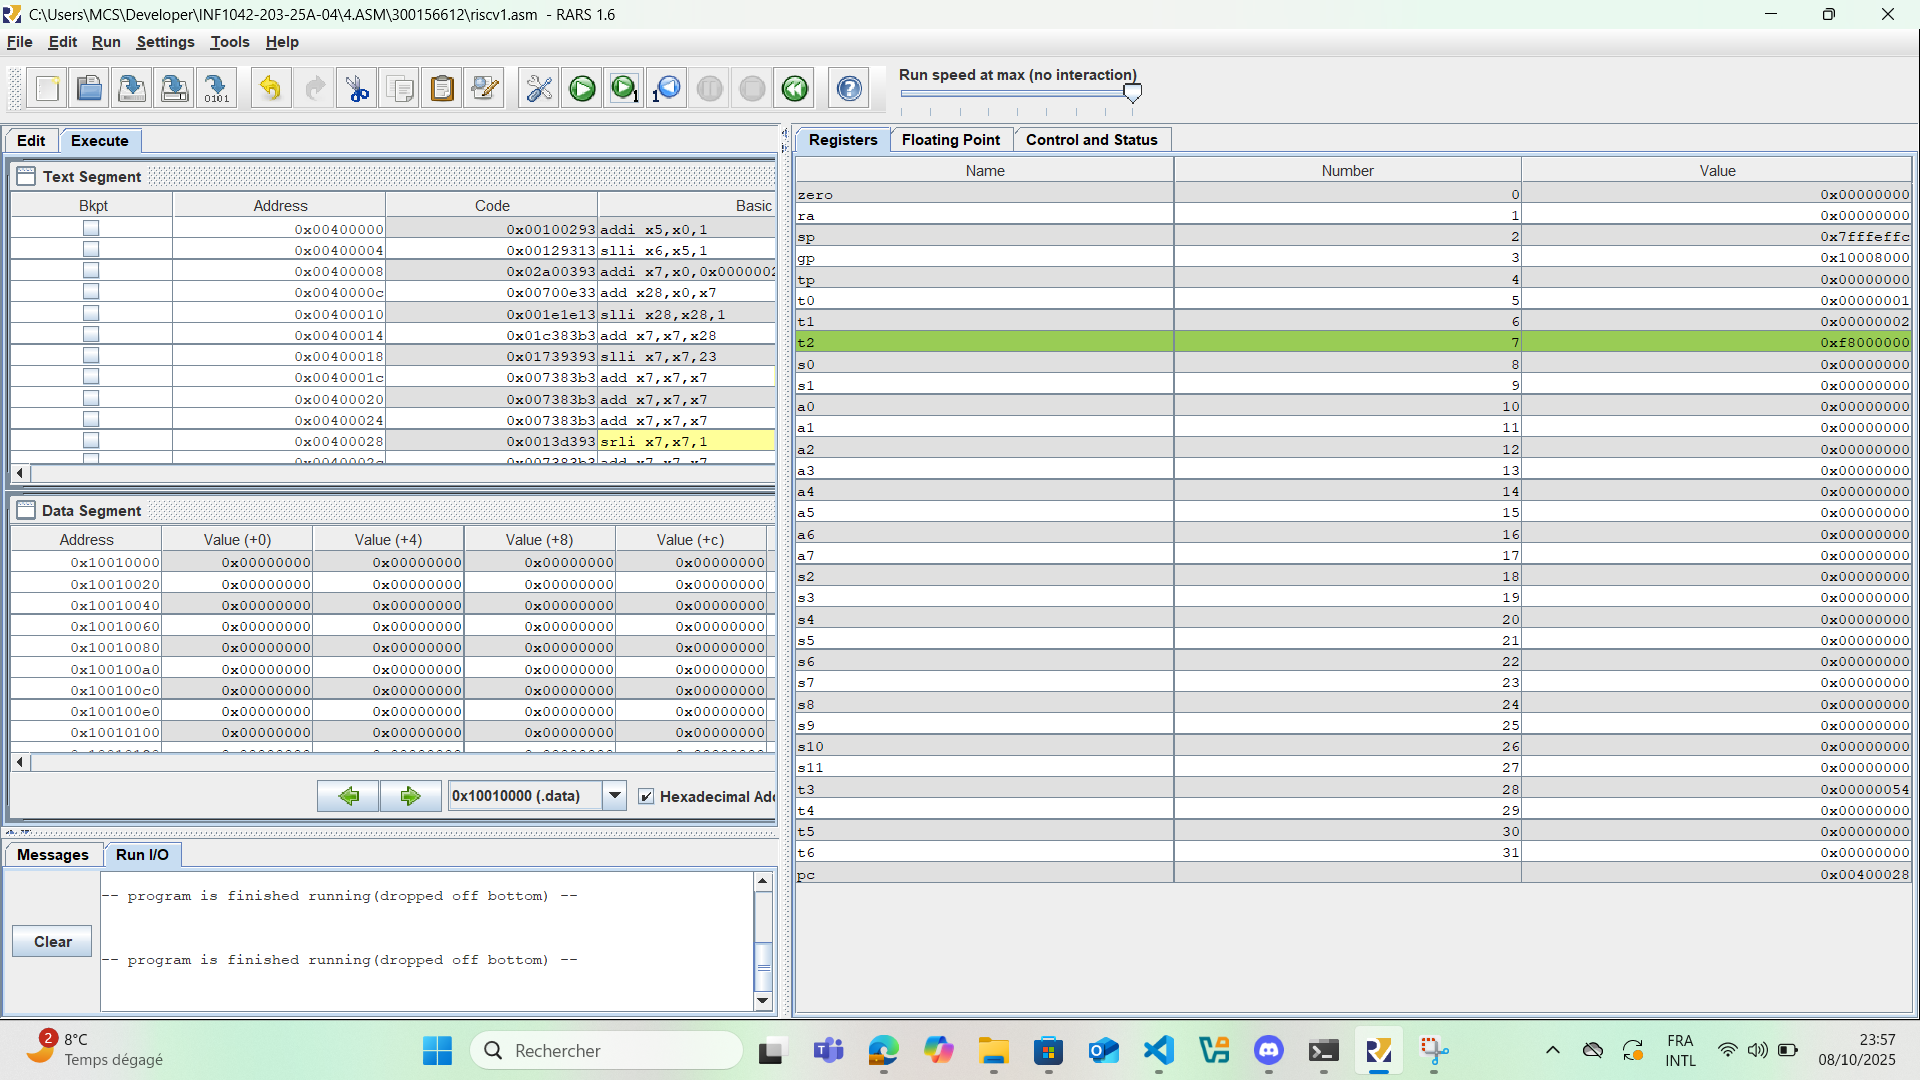 C:\Users\MCS\Developer\INF1042-203-25A-04\4.ASM\300156612\riscv1.asm - RARS 1.6
File Edit Run Settings Tools Help
Run speed at max (no interaction)
Edit Execute
Text Segment
Bkpt Address Code Basic
0x00400000 0x00100293 addi x5,x0,1
0x00400004 0x00129313 slli x6,x5,1
0x00400008 0x02a00393 addi x7,x0,0x0000002
0x0040000c 0x00700e33 add x28,x0,x7
0x00400010 0x001e1e13 slli x28,x28,1
0x00400014 0x01c383b3 add x7,x7,x28
0x00400018 0x01739393 slli x7,x7,23
0x0040001c 0x007383b3 add x7,x7,x7
0x00400020 0x007383b3 add x7,x7,x7
0x00400024 0x007383b3 add x7,x7,x7
0x00400028 0x0013d393 srli x7,x7,1
0x0040002c 0x007383b3 add x7,x7,x7
Data Segment
Address Value (+0) Value (+4) Value (+8) Value (+c)
0x10010000 0x00000000 0x00000000 0x00000000 0x00000000
0x10010020 0x00000000 0x00000000 0x00000000 0x00000000
0x10010040 0x00000000 0x00000000 0x00000000 0x00000000
0x10010060 0x00000000 0x00000000 0x00000000 0x00000000
0x10010080 0x00000000 0x00000000 0x00000000 0x00000000
0x100100a0 0x00000000 0x00000000 0x00000000 0x00000000
0x100100c0 0x00000000 0x00000000 0x00000000 0x00000000
0x100100e0 0x00000000 0x00000000 0x00000000 0x00000000
0x10010100 0x00000000 0x00000000 0x00000000 0x00000000
0x10010000 (.data) Hexadecimal Add
Messages Run I/O
-- program is finished running(dropped off bottom) --
Clear
-- program is finished running(dropped off bottom) --
Registers Floating Point Control and Status
Name Number Value
zero 0 0x00000000
ra 1 0x00000000
sp 2 0x7fffeffc
gp 3 0x10008000
tp 4 0x00000000
t0 5 0x00000001
t1 6 0x00000002
t2 7 0xf8000000
s0 8 0x00000000
s1 9 0x00000000
a0 10 0x00000000
a1 11 0x00000000
a2 12 0x00000000
a3 13 0x00000000
a4 14 0x00000000
a5 15 0x00000000
a6 16 0x00000000
a7 17 0x00000000
s2 18 0x00000000
s3 19 0x00000000
s4 20 0x00000000
s5 21 0x00000000
s6 22 0x00000000
s7 23 0x00000000
s8 24 0x00000000
s9 25 0x00000000
s10 26 0x00000000
s11 27 0x00000000
t3 28 0x00000054
t4 29 0x00000000
t5 30 0x00000000
t6 31 0x00000000
pc 0x00400028
2 8°C
Temps dégagé
Rechercher
FRA
INTL
23:57
08/10/2025